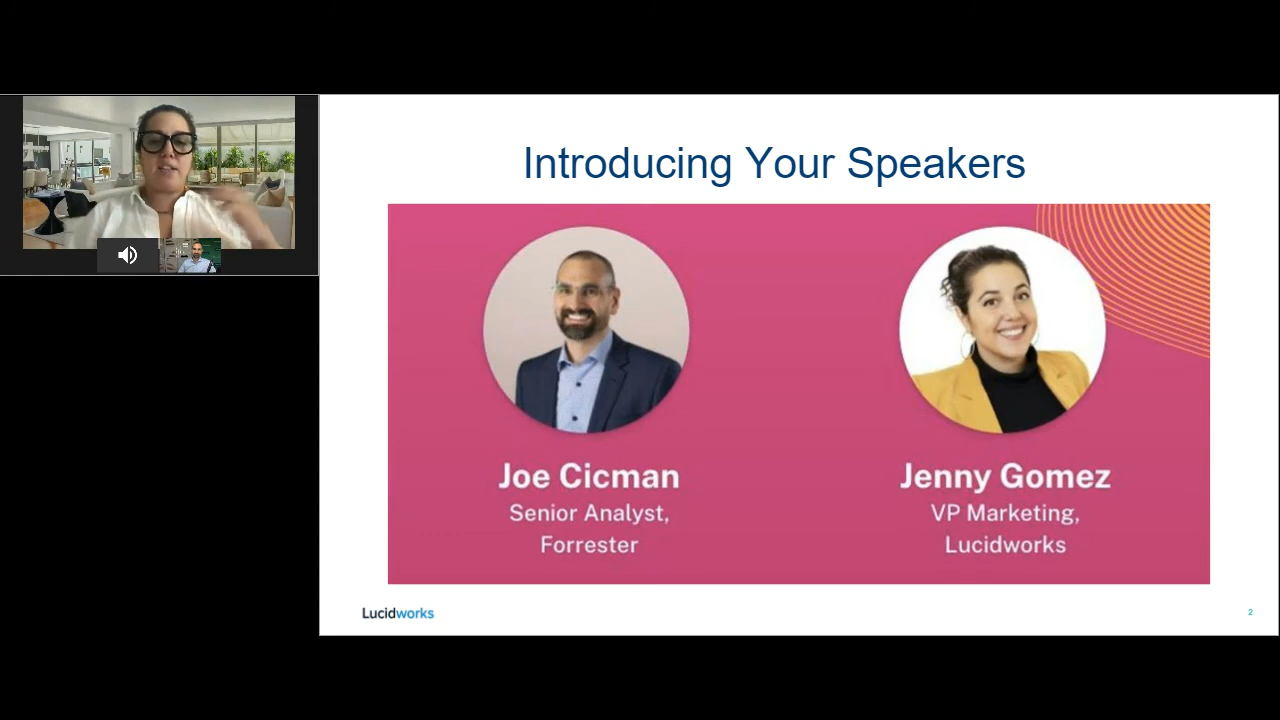 Introducing Your Speakers
Joe Cicman
Senior Analyst,
Forrester
Jenny Gomez
VP Marketing,
Lucidworks
Lucidworks
2